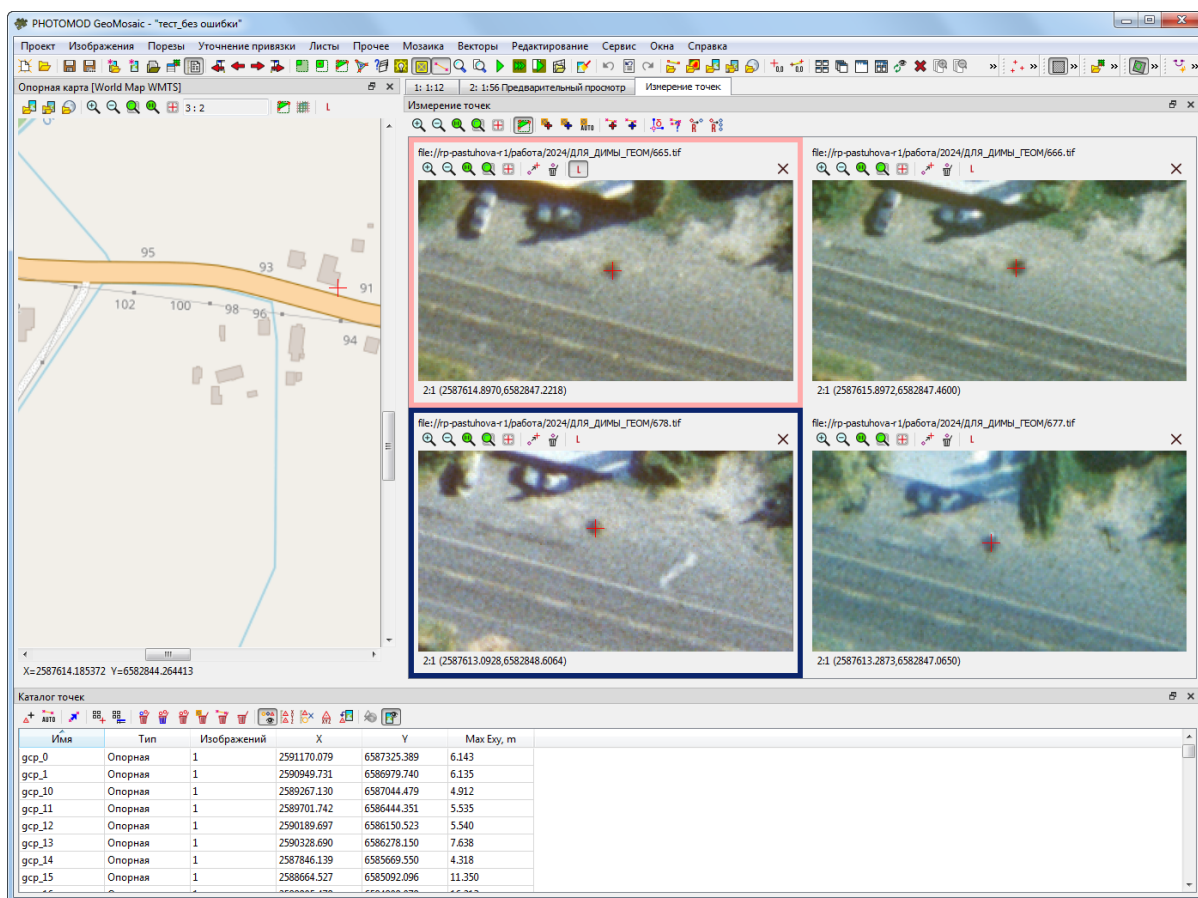 PHOTOMOD GeoMosaic - "тест_без ошибки"
Проект Изображения Порезы Уточнение привязки Листы Прочее Мозаика Векторы Редактирование Сервис Окна Справка
Опорная карта [World Map WMTS]
1: 1:12 2: 1:56 Предварительный просмотр Измерение точек
3 : 2 L
Измерение точек
AUTO
file://rp-pastuhova-r1/работа/2024/ДЛЯ_ДИМЫ_ГЕОМ/665.tif
L
2:1 (2587614.8970,6582847.2218)
file://rp-pastuhova-r1/работа/2024/ДЛЯ_ДИМЫ_ГЕОМ/666.tif
L
2:1 (2587615.8972,6582847.4600)
file://rp-pastuhova-r1/работа/2024/ДЛЯ_ДИМЫ_ГЕОМ/678.tif
L
2:1 (2587613.0928,6582848.6064)
file://rp-pastuhova-r1/работа/2024/ДЛЯ_ДИМЫ_ГЕОМ/677.tif
L
2:1 (2587613.2873,6582847.0650)
95
93
91
102 100 98 96
94
X=2587614.185372 Y=6582844.264413
Каталог точек
AUTO
Имя Тип Изображений X Y Max Exy, m
gcp_0 Опорная 1 2591170.079 6587325.389 6.143
gcp_1 Опорная 1 2590949.731 6586979.740 6.135
gcp_10 Опорная 1 2589267.130 6587044.479 4.912
gcp_11 Опорная 1 2589701.742 6586444.351 5.535
gcp_12 Опорная 1 2590189.697 6586150.523 5.540
gcp_13 Опорная 1 2590328.690 6586278.150 7.638
gcp_14 Опорная 1 2587846.139 6585669.550 4.318
gcp_15 Опорная 1 2588664.527 6585092.096 11.350